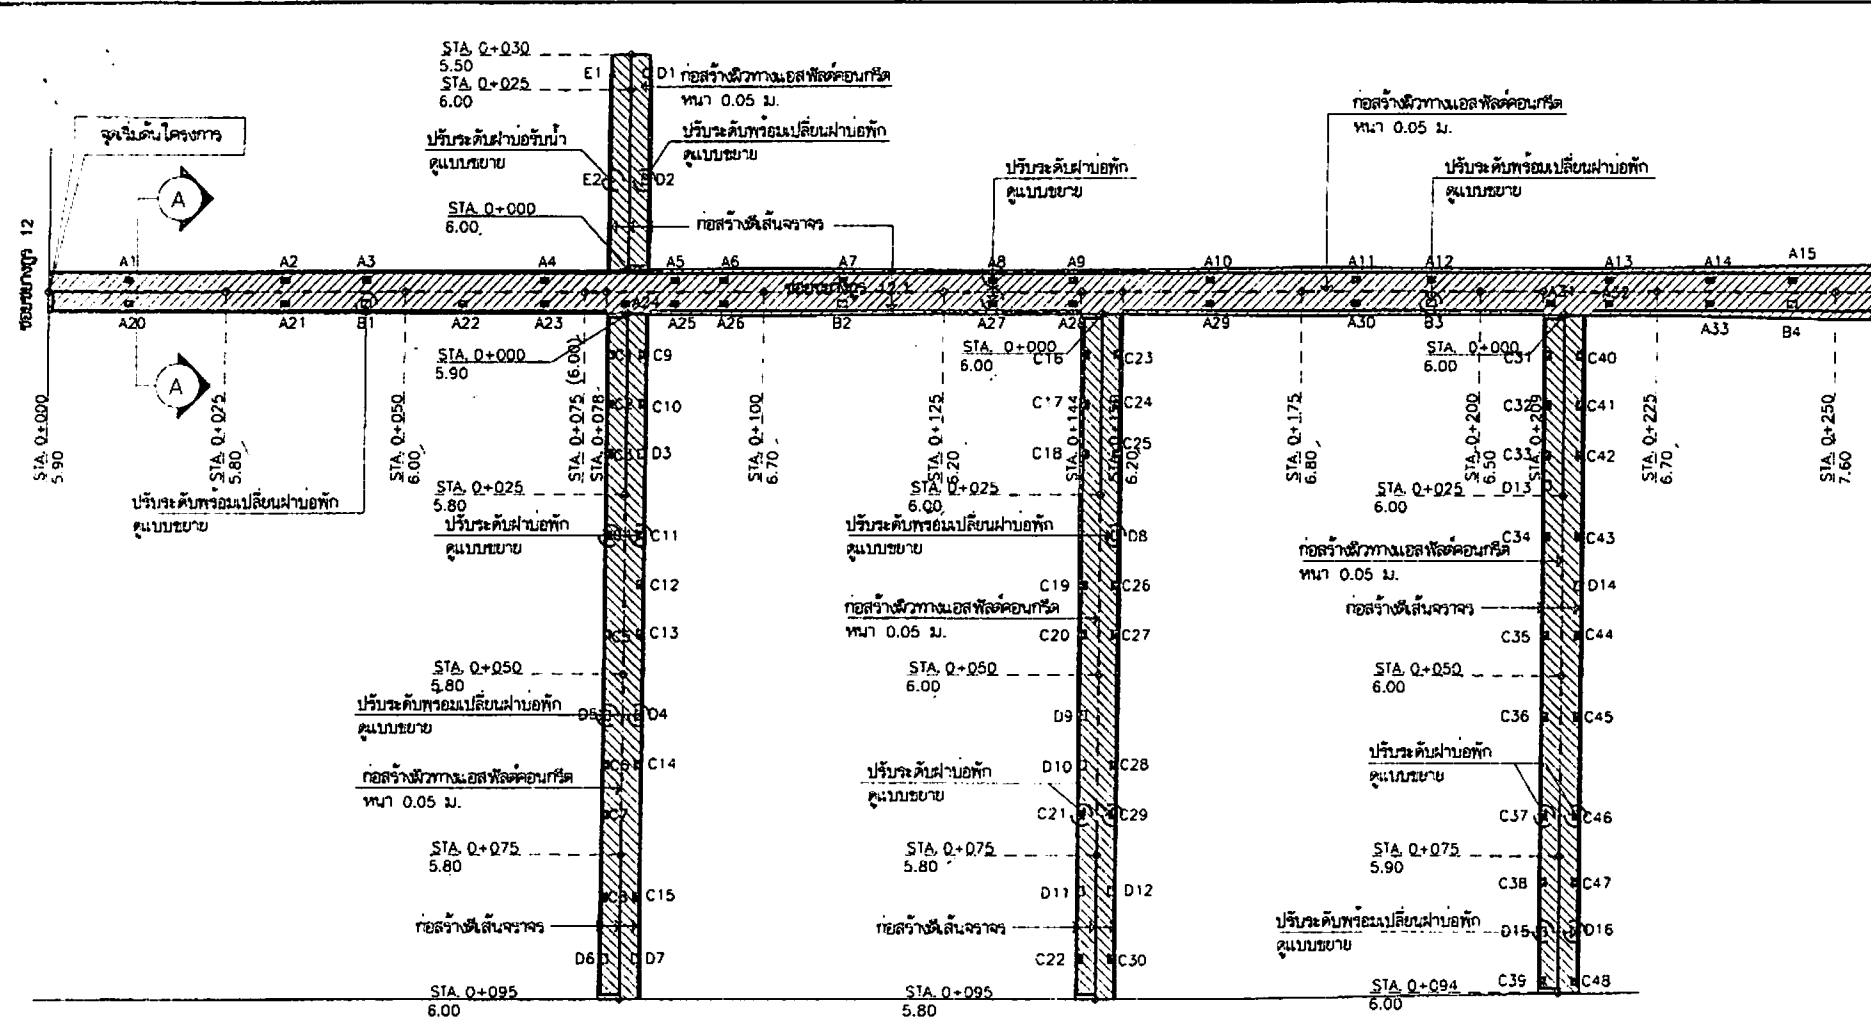 STA. 0+030
5.50
STA. 0+025
6.00
E1
D1
ก่อสร้างผิวทางแอสฟัลต์คอนกรีต
หนา 0.05 ม.
จุดเริ่มต้นโครงการ
ปรับระดับฝาบ่อรับน้ำ
ดูแบบขยาย
ปรับระดับพร้อมเปลี่ยนฝาบ่อพัก
ดูแบบขยาย
E2
D2
STA. 0+000
6.00
ก่อสร้างตีเส้นจราจร
ปรับระดับฝาบ่อพัก
ดูแบบขยาย
ก่อสร้างผิวทางแอสฟัลต์คอนกรีต
หนา 0.05 ม.
ปรับระดับพร้อมเปลี่ยนฝาบ่อพัก
ดูแบบขยาย
A
A
A1
A2
A3
A4
A5
A6
A7
A8
A9
A10
A11
A12
A13
A14
A15
A20
A21
B1
A22
A23
A24
A25
A26
B2
A27
A29
A30
B3
A31
A32
A33
B4
STA. 0+000
5.90
STA. 0+025
5.80
STA. 0+050
6.00
STA. 0+075
(6.00)
STA. 0+078
STA. 0+100
6.70
STA. 0+125
6.20
STA. 0+144
6.20
STA. 0+175
6.80
STA. 0+200
6.50
STA. 0+209
STA. 0+225
6.70
STA. 0+250
7.60
ปรับระดับพร้อมเปลี่ยนฝาบ่อพัก
ดูแบบขยาย
STA. 0+000
5.90
C9
C10
D3
STA. 0+025
5.80
ปรับระดับฝาบ่อพัก
ดูแบบขยาย
C11
C12
C5
C13
STA. 0+050
5.80
ปรับระดับพร้อมเปลี่ยนฝาบ่อพัก
ดูแบบขยาย
D5
D4
C14
ก่อสร้างผิวทางแอสฟัลต์คอนกรีต
หนา 0.05 ม.
C7
STA. 0+075
5.80
C15
ก่อสร้างตีเส้นจราจร
D6
D7
STA. 0+095
6.00
STA. 0+000
6.00
C16
C23
C17
C24
C18
C25
STA. 0+025
6.00
ปรับระดับพร้อมเปลี่ยนฝาบ่อพัก
ดูแบบขยาย
D8
C19
C26
ก่อสร้างผิวทางแอสฟัลต์คอนกรีต
หนา 0.05 ม.
C20
C27
STA. 0+050
6.00
D9
ปรับระดับฝาบ่อพัก
ดูแบบขยาย
D10
C28
C21
C29
STA. 0+075
5.80
D11
D12
ก่อสร้างตีเส้นจราจร
C22
C30
STA. 0+095
5.80
STA. 0+000
6.00
C31
C40
C32
C41
C33
C42
D13
STA. 0+025
6.00
C34
C43
ก่อสร้างผิวทางแอสฟัลต์คอนกรีต
หนา 0.05 ม.
D14
ก่อสร้างตีเส้นจราจร
C35
C44
STA. 0+050
6.00
C36
C45
ปรับระดับฝาบ่อพัก
ดูแบบขยาย
C37
C46
STA. 0+075
5.90
C38
C47
ปรับระดับพร้อมเปลี่ยนฝาบ่อพัก
ดูแบบขยาย
D15
D16
C39
C48
STA. 0+094
6.00